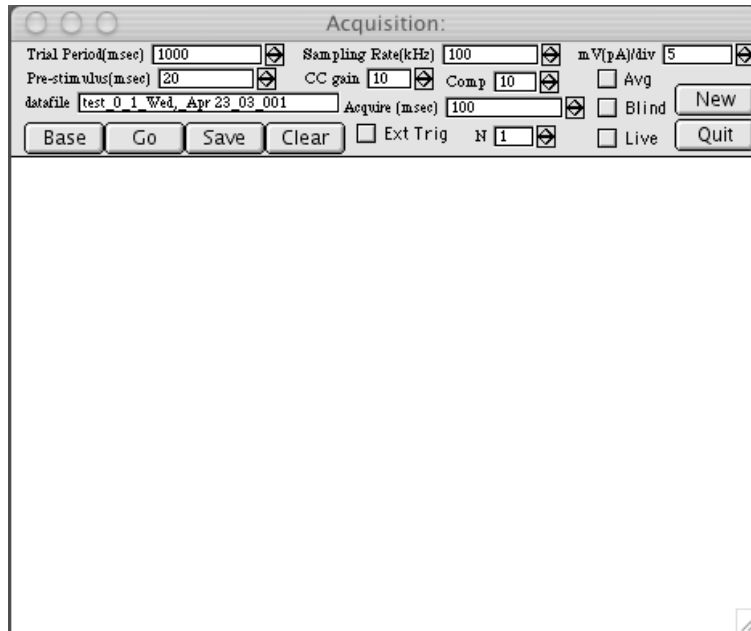 Acquisition:
Trial Period(msec) 1000 Sampling Rate(kHz) 100 mV(pA)/div 5
Pre-stimulus(msec) 20 CC gain 10 Comp 10 Avg
datafile test_0_1_Wed,_Apr 23_03_001 Acquire (msec) 100 Blind New
Base Go Save Clear Ext Trig N 1 Live Quit